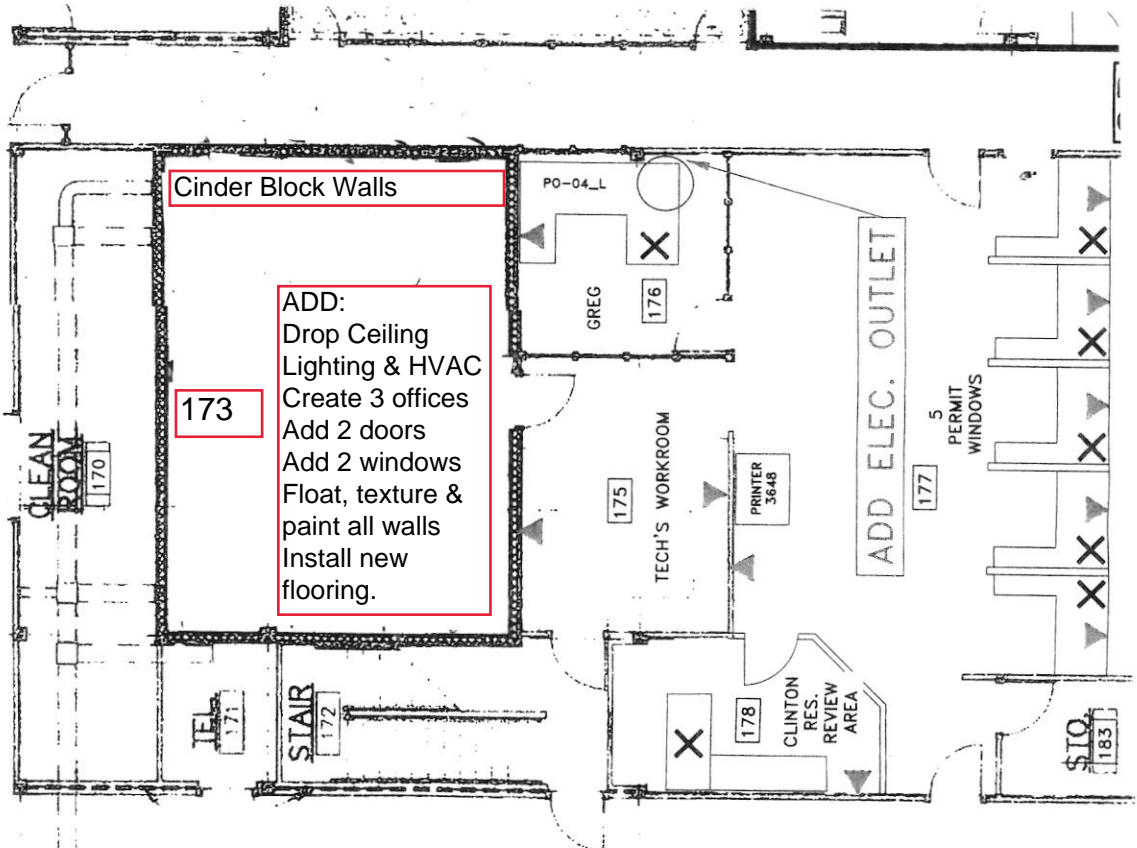 Cinder Block Walls
ADD:
Drop Ceiling
Lighting & HVAC
Create 3 offices
Add 2 doors
Add 2 windows
Float, texture &
paint all walls
Install new
flooring.
173
CLEAN
ROOM
170
TEL
171
STAIR
172
PO-04_L
GREG
176
ADD ELEC. OUTLET
5
PERMIT
WINDOWS
177
175
TECH'S WORKROOM
PRINTER
3648
178
CLINTON
RES.
REVIEW
AREA
STO
183